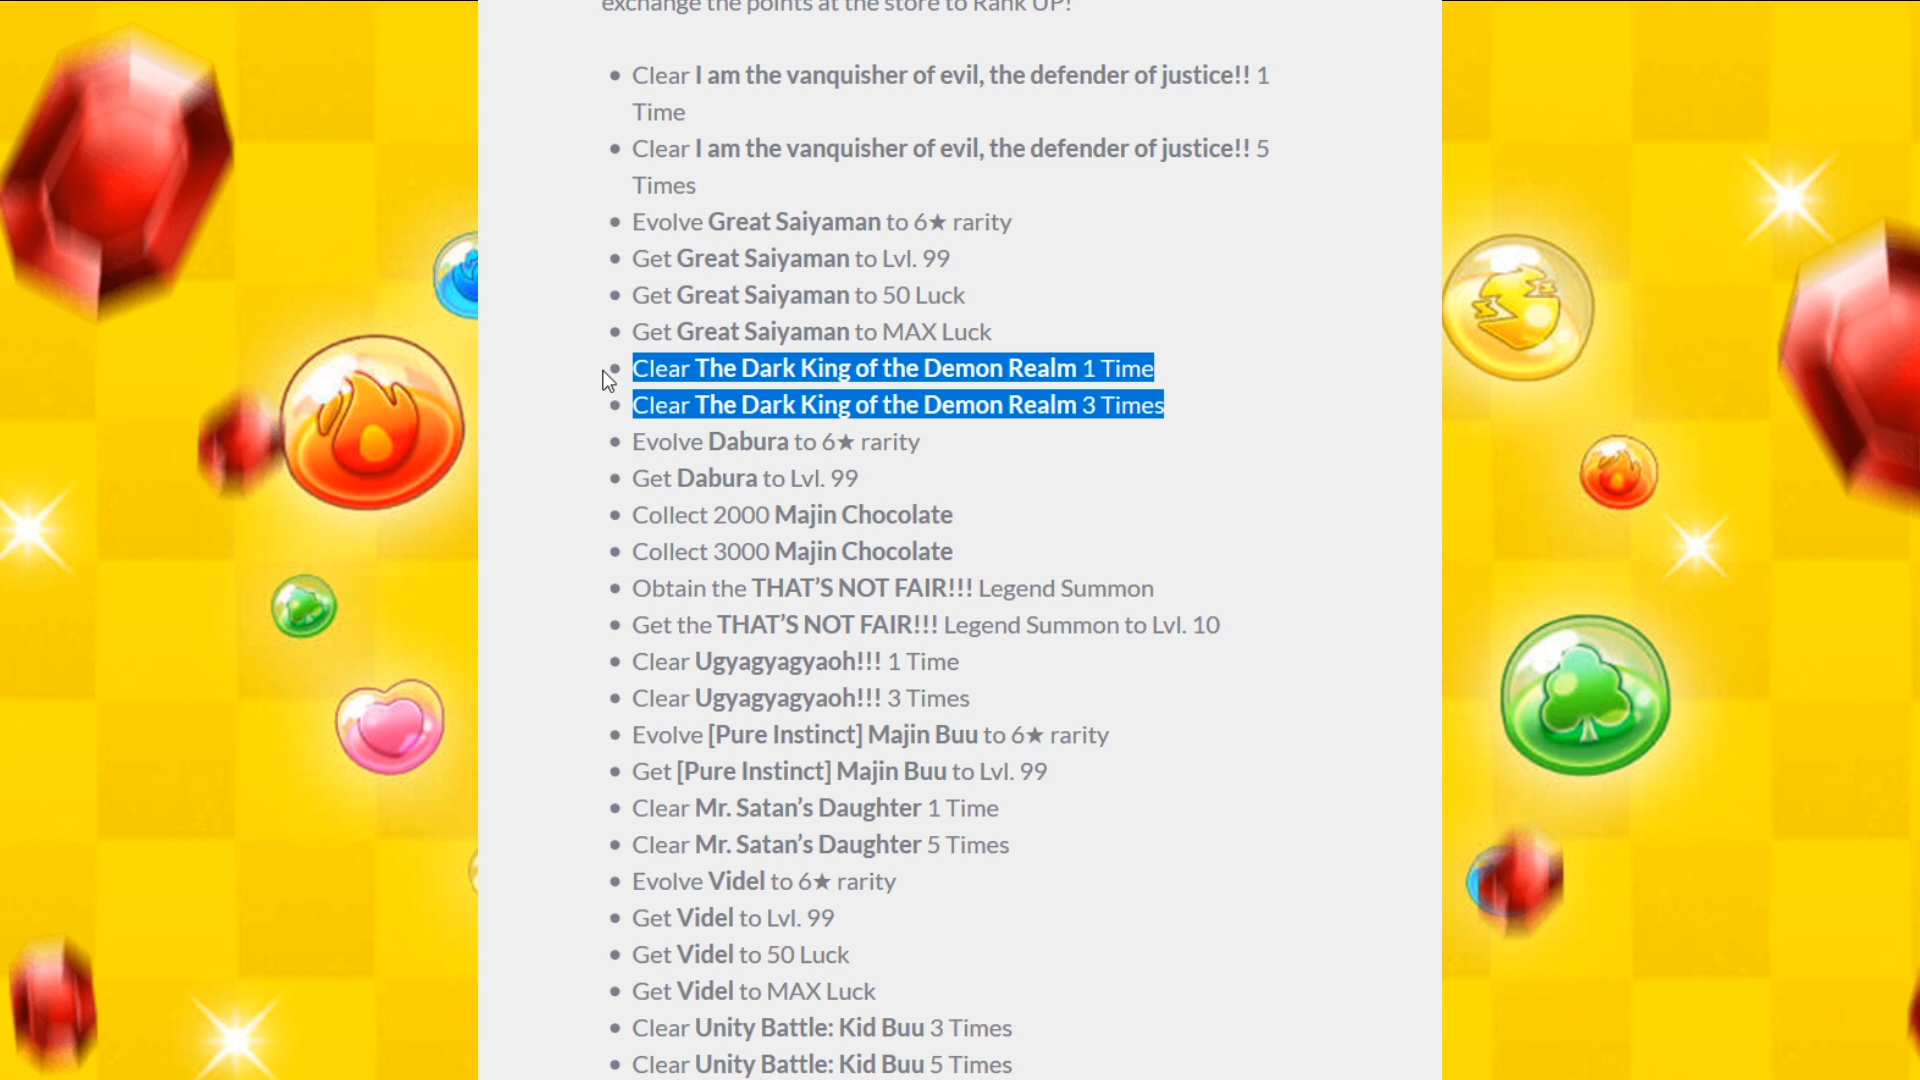 exchange the points at the store to Rank UP!
Clear I am the vanquisher of evil, the defender of justice!! 1
Time
Clear I am the vanquisher of evil, the defender of justice!! 5
Times
Evolve Great Saiyaman to 6★ rarity
Get Great Saiyaman to Lvl. 99
Get Great Saiyaman to 50 Luck
Get Great Saiyaman to MAX Luck
Clear The Dark King of the Demon Realm 1 Time
Clear The Dark King of the Demon Realm 3 Times
Evolve Dabura to 6★ rarity
Get Dabura to Lvl. 99
Collect 2000 Majin Chocolate
Collect 3000 Majin Chocolate
Obtain the THAT’S NOT FAIR!!! Legend Summon
Get the THAT’S NOT FAIR!!! Legend Summon to Lvl. 10
Clear Ugyagyagyaoh!!! 1 Time
Clear Ugyagyagyaoh!!! 3 Times
Evolve [Pure Instinct] Majin Buu to 6★ rarity
Get [Pure Instinct] Majin Buu to Lvl. 99
Clear Mr. Satan’s Daughter 1 Time
Clear Mr. Satan’s Daughter 5 Times
Evolve Videl to 6★ rarity
Get Videl to Lvl. 99
Get Videl to 50 Luck
Get Videl to MAX Luck
Clear Unity Battle: Kid Buu 3 Times
Clear Unity Battle: Kid Buu 5 Times